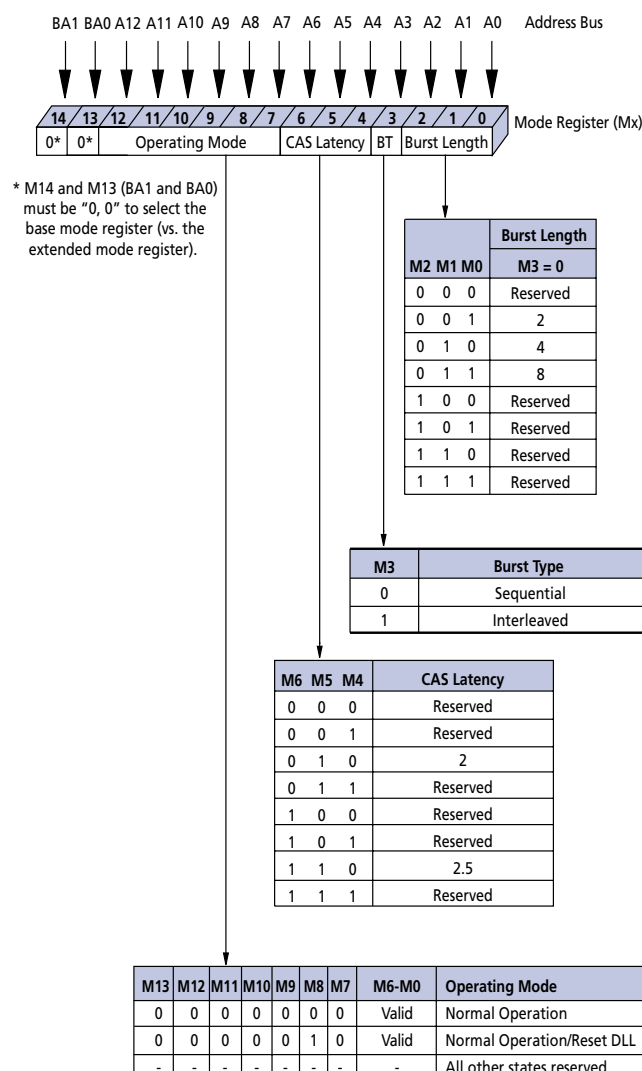 BA1 BA0 A12 A11 A10 A9 A8 A7 A6 A5 A4 A3 A2 A1 A0 Address Bus
14 13 12 11 10 9 8 7 6 5 4 3 2 1 0 Mode Register (Mx)
0* 0* Operating Mode CAS Latency BT Burst Length
* M14 and M13 (BA1 and BA0)
must be “0, 0” to select the
base mode register (vs. the
extended mode register).
Burst Length
M2 M1 M0 M3 = 0
0 0 0 Reserved
0 0 1 2
0 1 0 4
0 1 1 8
1 0 0 Reserved
1 0 1 Reserved
1 1 0 Reserved
1 1 1 Reserved
M3 Burst Type
0 Sequential
1 Interleaved
M6 M5 M4 CAS Latency
0 0 0 Reserved
0 0 1 Reserved
0 1 0 2
0 1 1 Reserved
1 0 0 Reserved
1 0 1 Reserved
1 1 0 2.5
1 1 1 Reserved
M13 M12 M11 M10 M9 M8 M7 M6-M0 Operating Mode
0 0 0 0 0 0 0 Valid Normal Operation
0 0 0 0 0 1 0 Valid Normal Operation/Reset DLL
- - - - - - - - All other states reserved